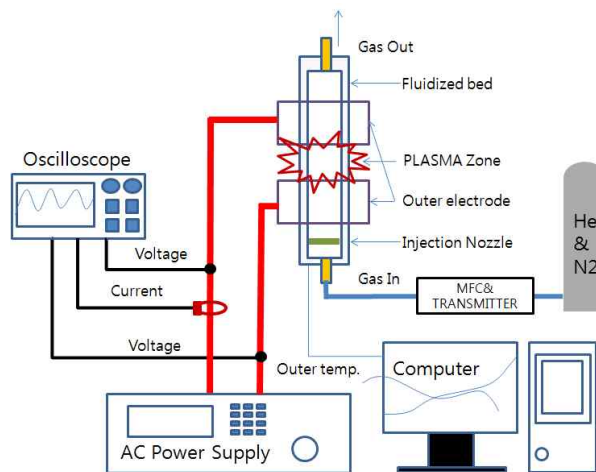 Gas Out
Fluidized bed
PLASMA Zone
Outer electrode
Injection Nozzle
Oscilloscope
Voltage
Current
Voltage
Gas In
MFC&
TRANSMITTER
He
&
N2
Outer temp.
Computer
AC Power Supply